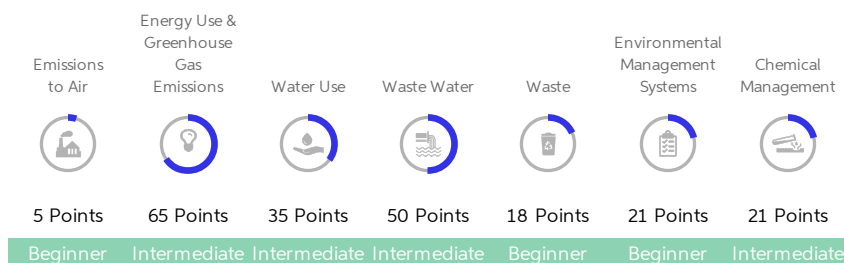 Emissions
to Air
Energy Use &
Greenhouse
Gas
Emissions
Water Use
Waste Water
Waste
Environmental
Management
Systems
Chemical
Management
5 Points
65 Points
35 Points
50 Points
18 Points
21 Points
21 Points
Beginner
Intermediate
Intermediate
Intermediate
Beginner
Beginner
Intermediate